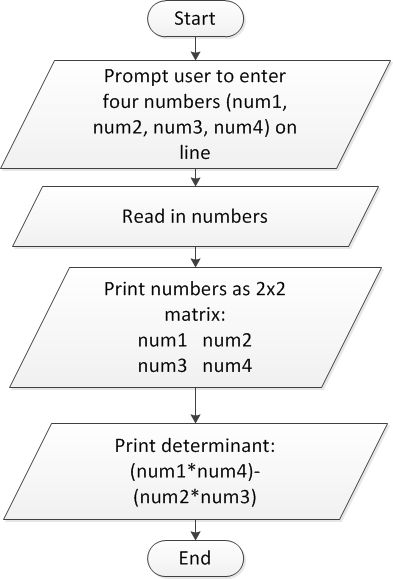 Start
Prompt user to enter
four numbers (num1,
num2, num3, num4) on
line
Read in numbers
Print numbers as 2x2
matrix:
num1 num2
num3 num4
Print determinant:
(num1*num4)-
(num2*num3)
End